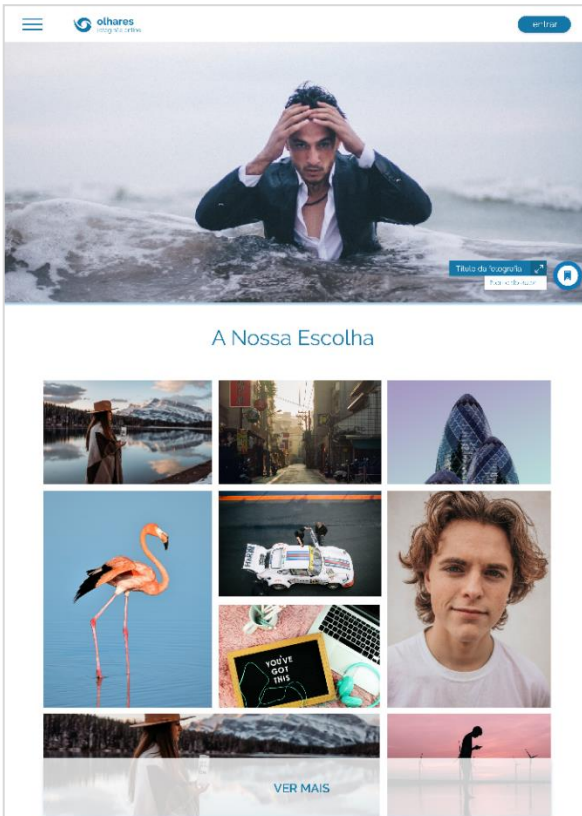 olhares
fotografia online
entrar
Título da fotografia
A Nossa Escolha
YOU'VE
GOT
THIS
VER MAIS